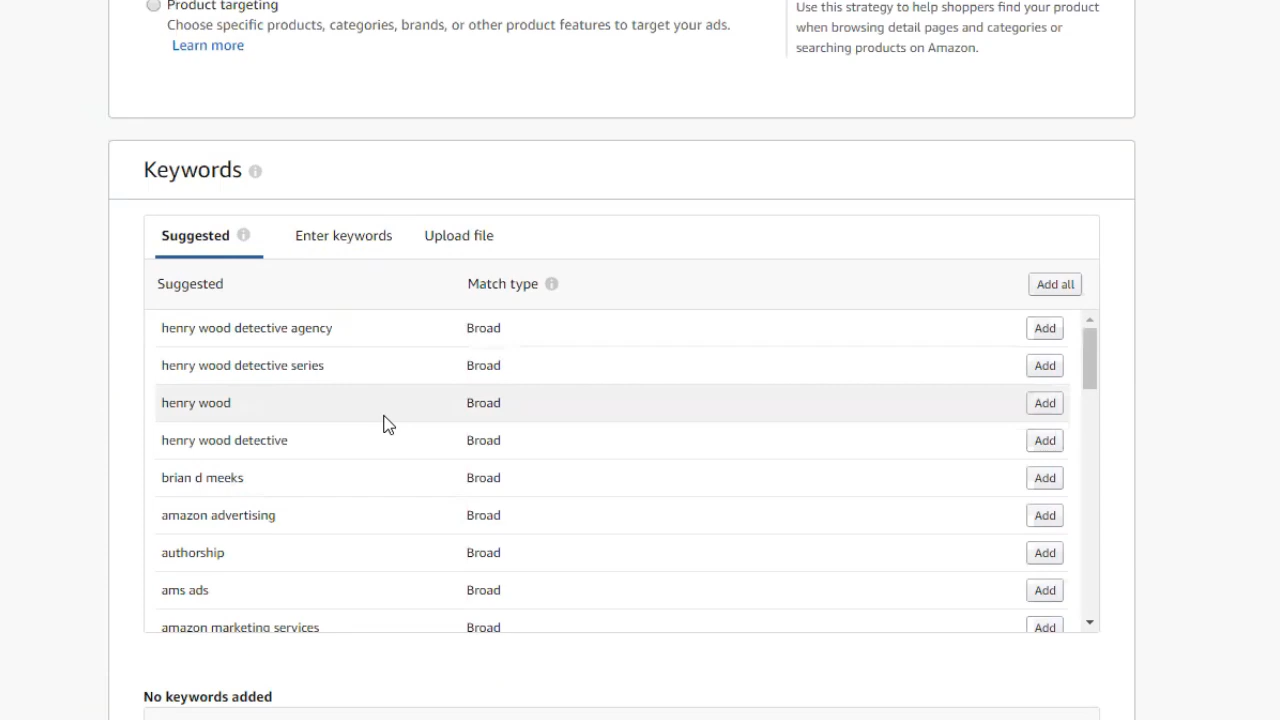 Product targeting
Choose specific products, categories, brands, or other product features to target your ads.
Learn more
Use this strategy to help shoppers find your product
when browsing detail pages and categories or
searching products on Amazon.
Keywords
Suggested Enter keywords Upload file
Suggested Match type Add all
henry wood detective agency Broad Add
henry wood detective series Broad Add
henry wood Broad Add
henry wood detective Broad Add
brian d meeks Broad Add
amazon advertising Broad Add
authorship Broad Add
ams ads Broad Add
amazon marketing services Broad Add
No keywords added